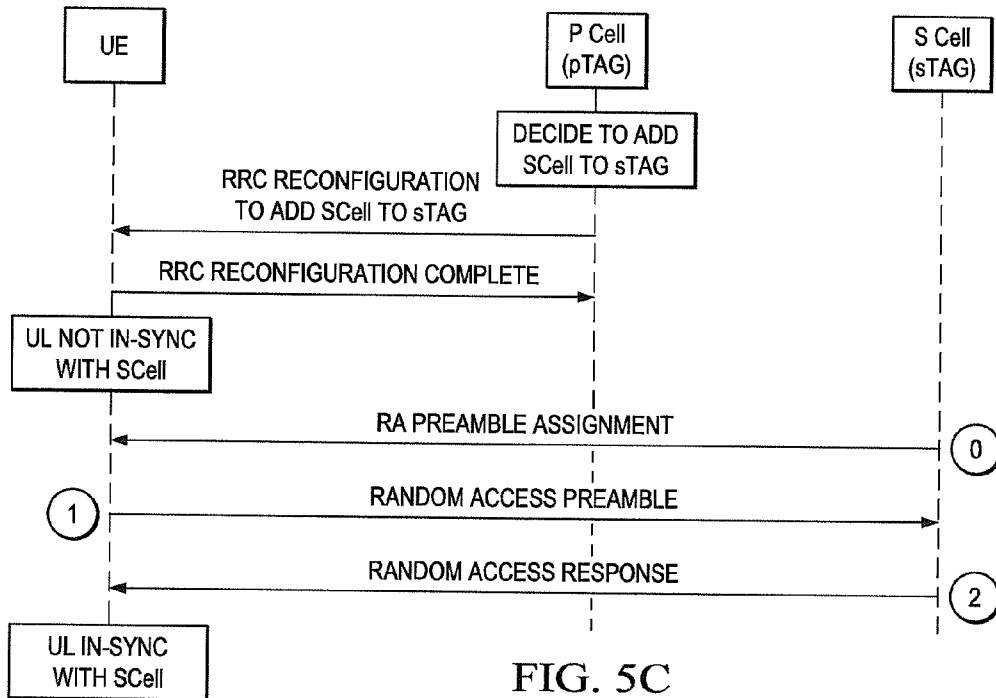 UE
P Cell
(pTAG)
S Cell
(sTAG)
DECIDE TO ADD
SCell TO sTAG
RRC RECONFIGURATION
TO ADD SCell TO sTAG
RRC RECONFIGURATION COMPLETE
UL NOT IN-SYNC
WITH SCell
RA PREAMBLE ASSIGNMENT
0
1
RANDOM ACCESS PREAMBLE
RANDOM ACCESS RESPONSE
2
UL IN-SYNC
WITH SCell
FIG. 5C